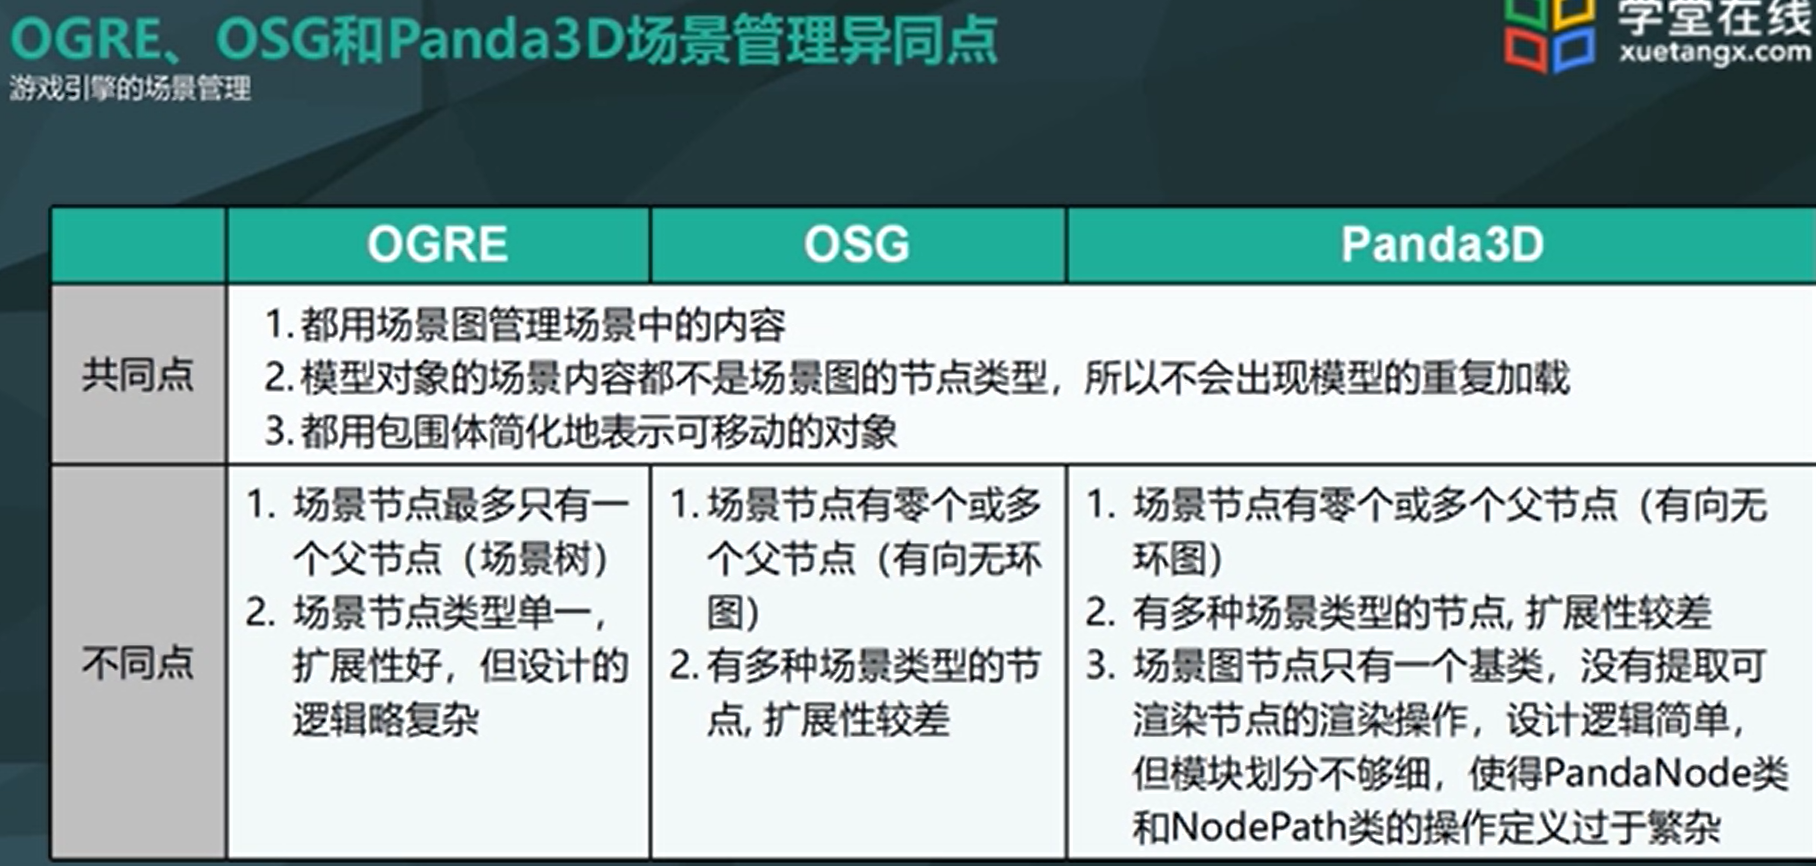 OGRE、OSG和Panda3D场景管理异同点
游戏引擎的场景管理
学堂在线
xuetangx.com
OGRE
OSG
Panda3D
共同点
1.都用场景图管理场景中的内容
2.模型对象的场景内容都不是场景图的节点类型，所以不会出现模型的重复加载
3.都用包围体简化地表示可移动的对象
不同点
1. 场景节点最多只有一
个父节点（场景树）
2. 场景节点类型单一，
扩展性好，但设计的
逻辑略复杂
1.场景节点有零个或多
个父节点（有向无环
图）
2.有多种场景类型的节
点,扩展性较差
1. 场景节点有零个或多个父节点（有向无
环图）
2. 有多种场景类型的节点,扩展性较差
3. 场景图节点只有一个基类，没有提取可
渲染节点的渲染操作，设计逻辑简单，
但模块划分不够细，使得PandaNode类
和NodePath类的操作定义过于繁杂